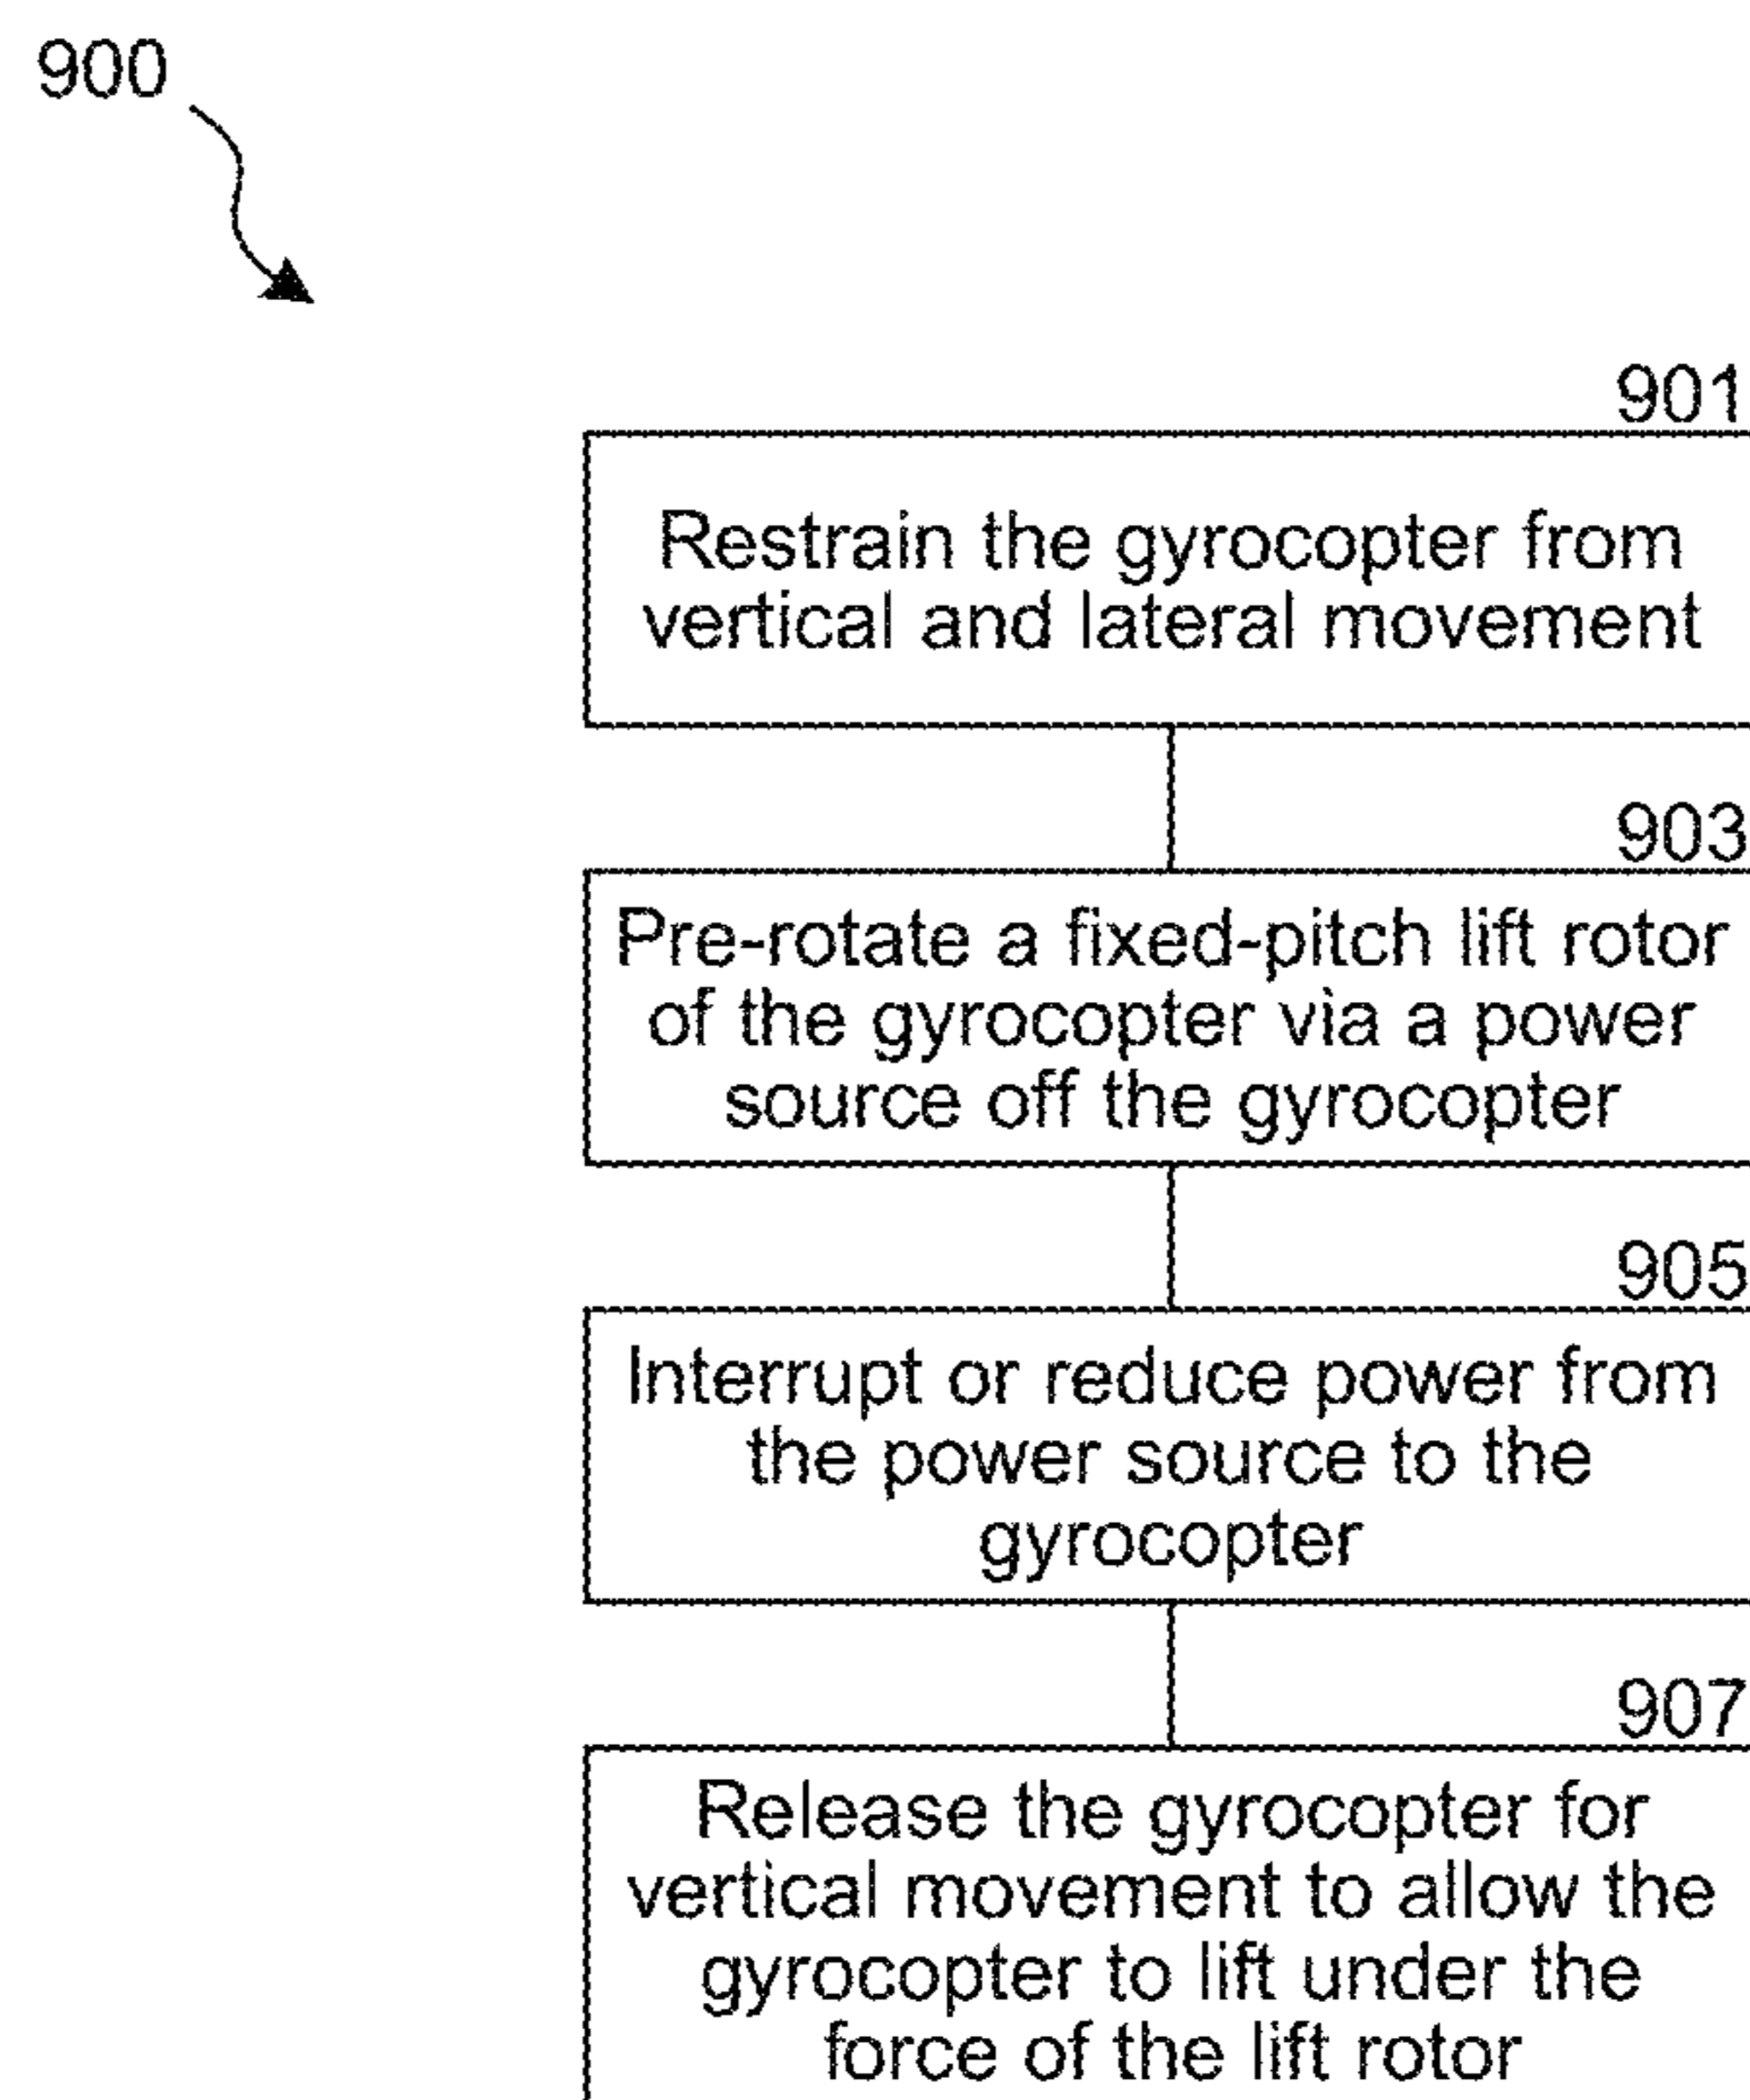 900
901
Restrain the gyrocopter from
vertical and lateral movement
903
Pre-rotate a fixed-pitch lift rotor
of the gyrocopter via a power
source off the gyrocopter
905
Interrupt or reduce power from
the power source to the
gyrocopter
907
Release the gyrocopter for
vertical movement to allow the
gyrocopter to lift under the
force of the lift rotor